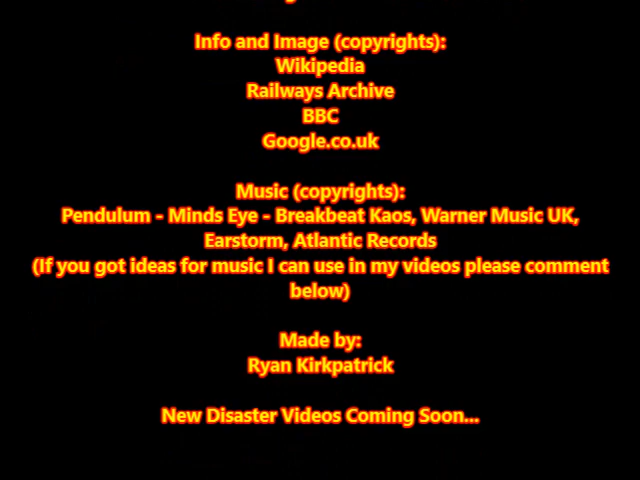 Info and Image (copyrights):
Wikipedia
Railways Archive
BBC
Google.co.uk
Music (copyrights):
Pendulum - Minds Eye - Breakbeat Kaos, Warner Music UK,
Earstorm, Atlantic Records
(If you got ideas for music I can use in my videos please comment
below)
Made by:
Ryan Kirkpatrick
New Disaster Videos Coming Soon...